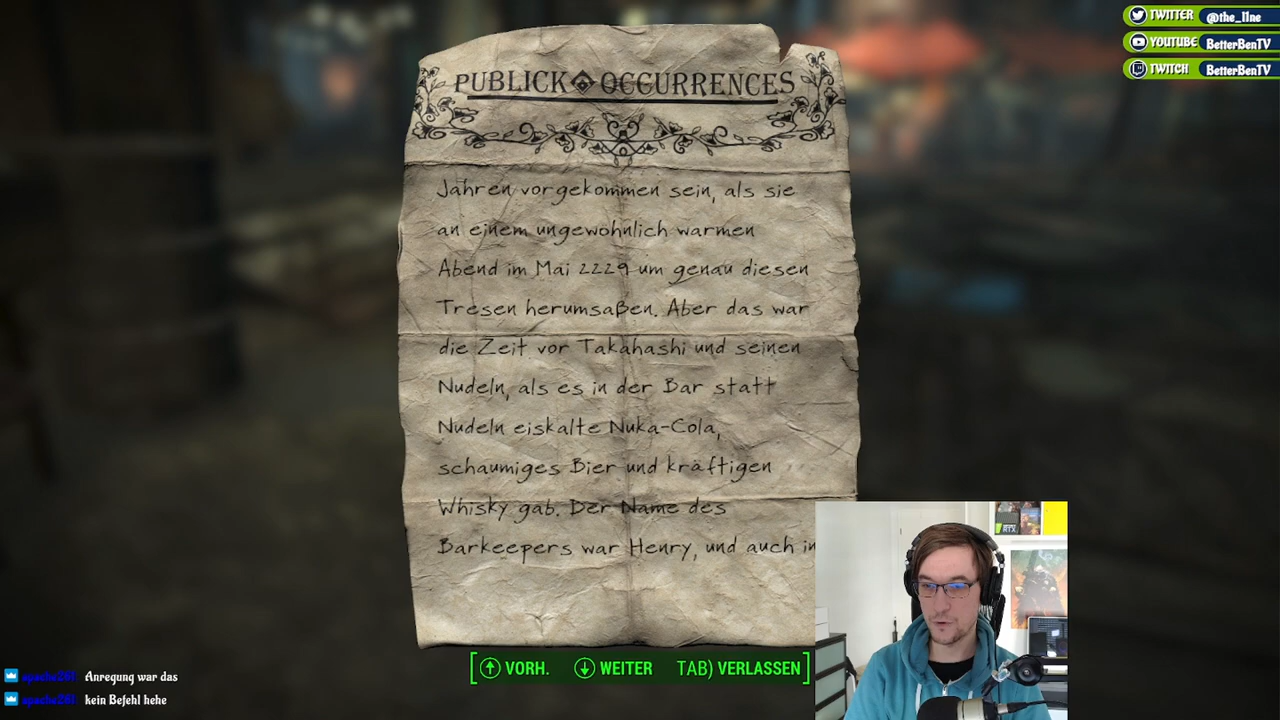 PUBLICK OCCURRENCES
Jahren vorgekommen sein, als sie
an einem ungewöhnlich warmen
Abend im Mai 2229 um genau diesen
Tresen herumsaßen. Aber das war
die Zeit vor Takahashi und seinen
Nudeln, als es in der Bar statt
Nudeln eiskalte Nuka-Cola,
schaumiges Bier und kräftigen
Whisky gab. Der Name des
Barkeepers war Henry, und auch in
VORH. WEITER TAB) VERLASSEN
TWITTER @the_11ne
YOUTUBE BetterBenTV
TWITCH BetterBenTV
apache261: Anregung war das
apache261: kein Befehl hehe